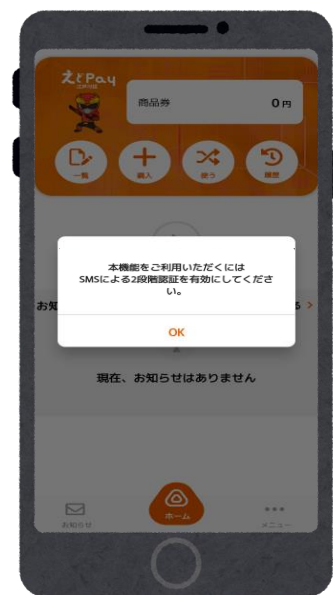 えどPay
商品券 0円
一覧 購入 使う 履歴
本機能をご利用いただくには
SMSによる2段階認証を有効にしてくださ
い。
お知
る >
OK
現在、お知らせはありません
お知らせ ホーム メニュー